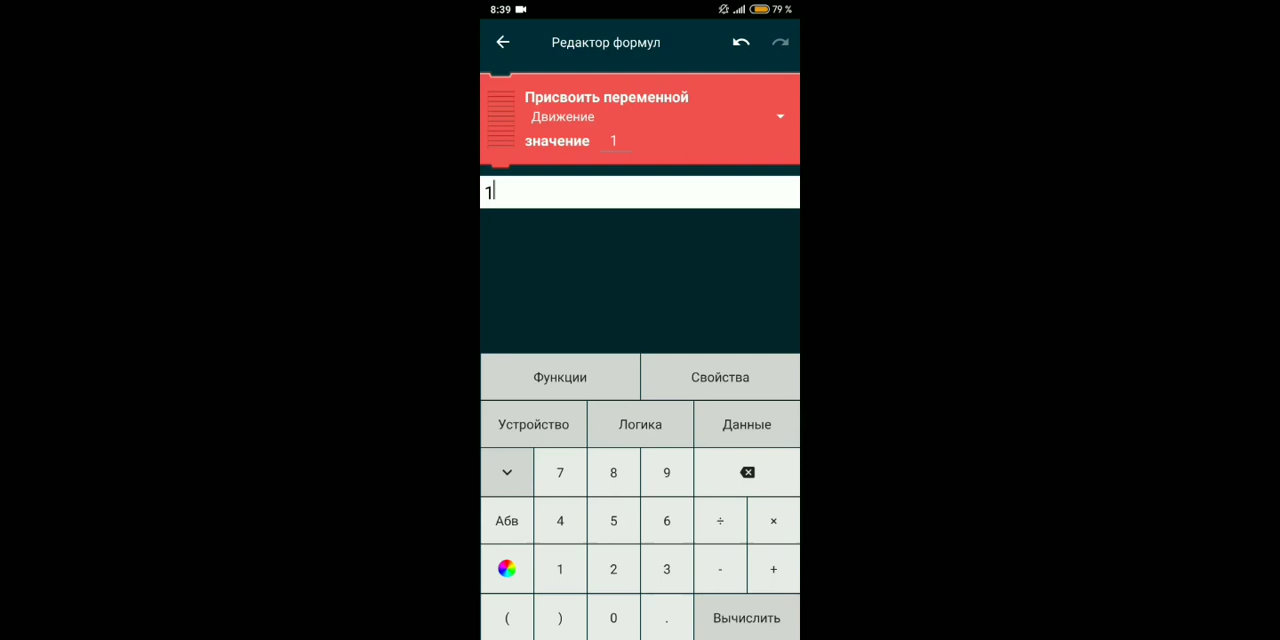 8:39 79 %
Редактор формул
Присвоить переменной
Движение
значение 1
1
Функции Свойства
Устройство Логика Данные
7 8 9
Абв 4 5 6 ÷ ×
1 2 3 - +
( ) 0 . Вычислить